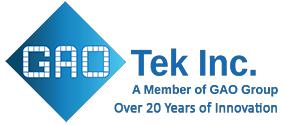 GAO Tek Inc.
A Member of GAO Group
Over 20 Years of Innovation